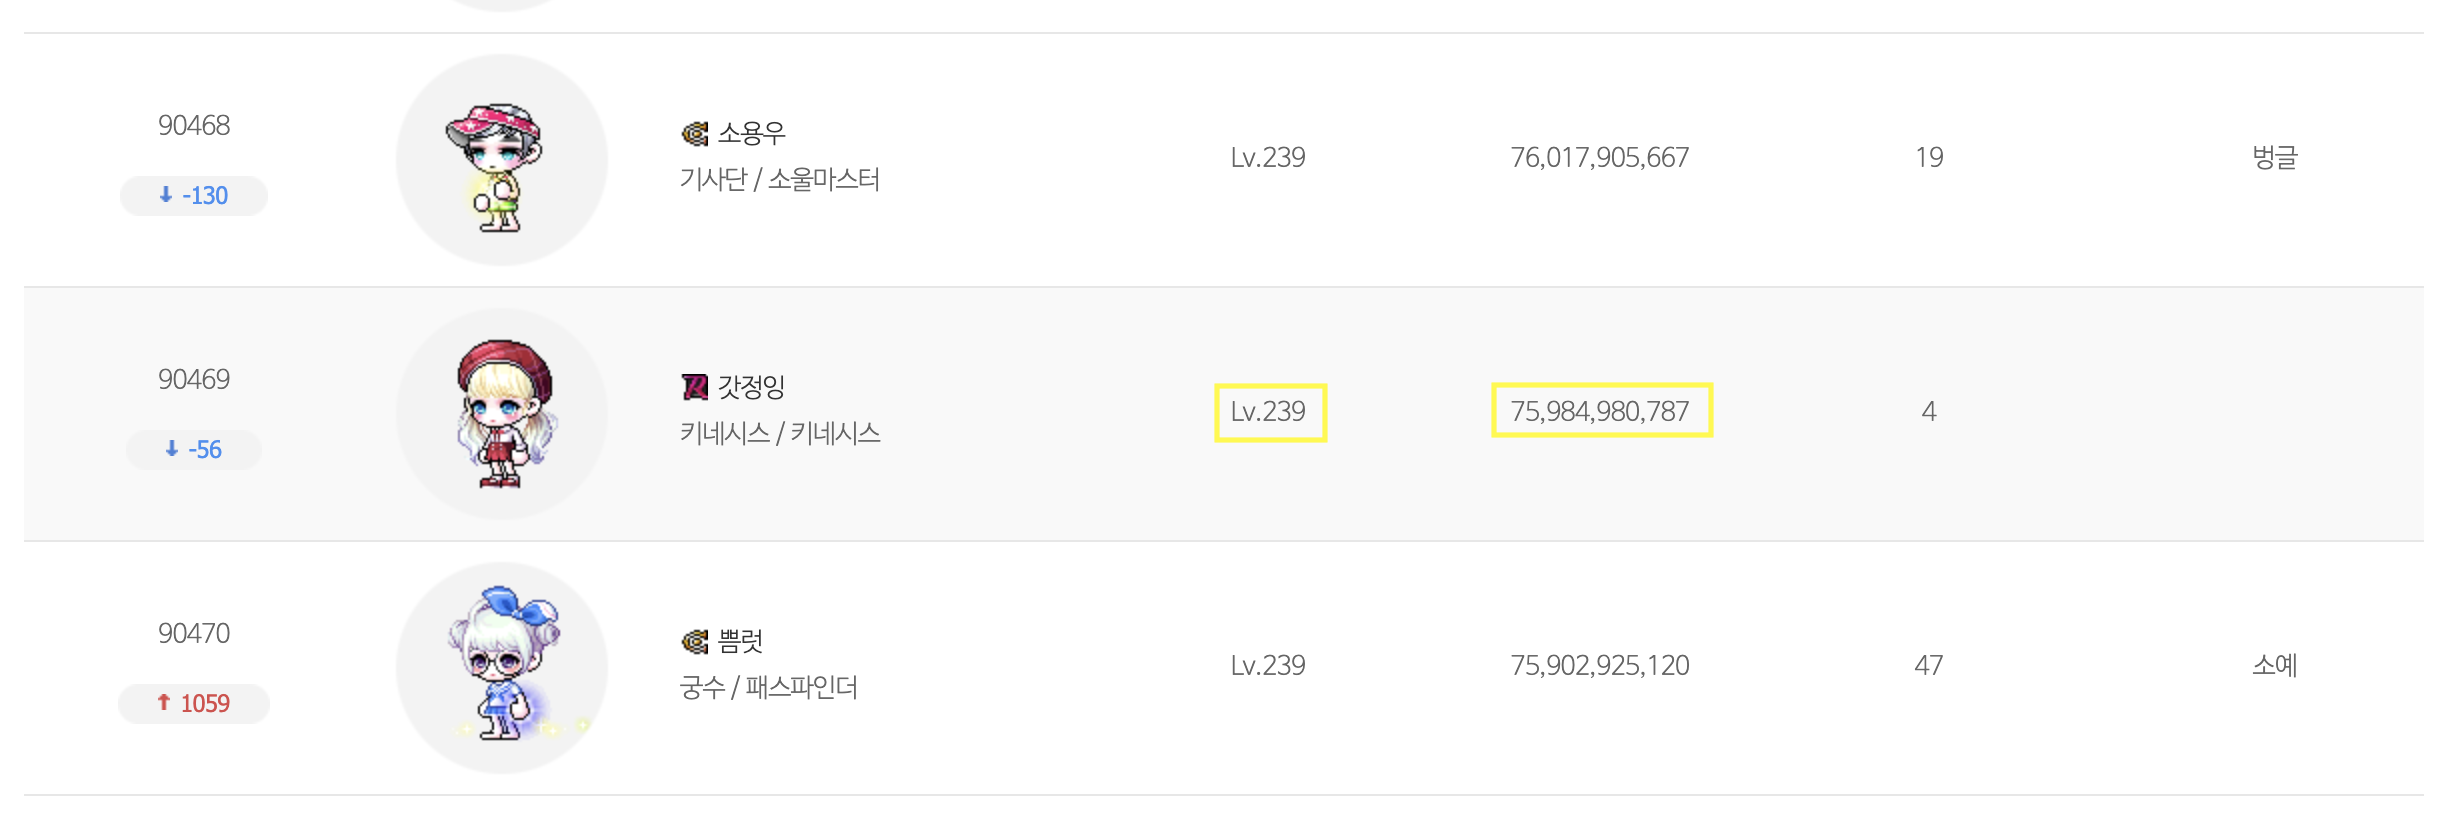 90468
-130
소용우
기사단 / 소울마스터
Lv.239
76,017,905,667
19
벙글
90469
-56
갓정잉
키네시스 / 키네시스
Lv.239
75,984,980,787
4
90470
1059
쁨럿
궁수 / 패스파인더
Lv.239
75,902,925,120
47
소예